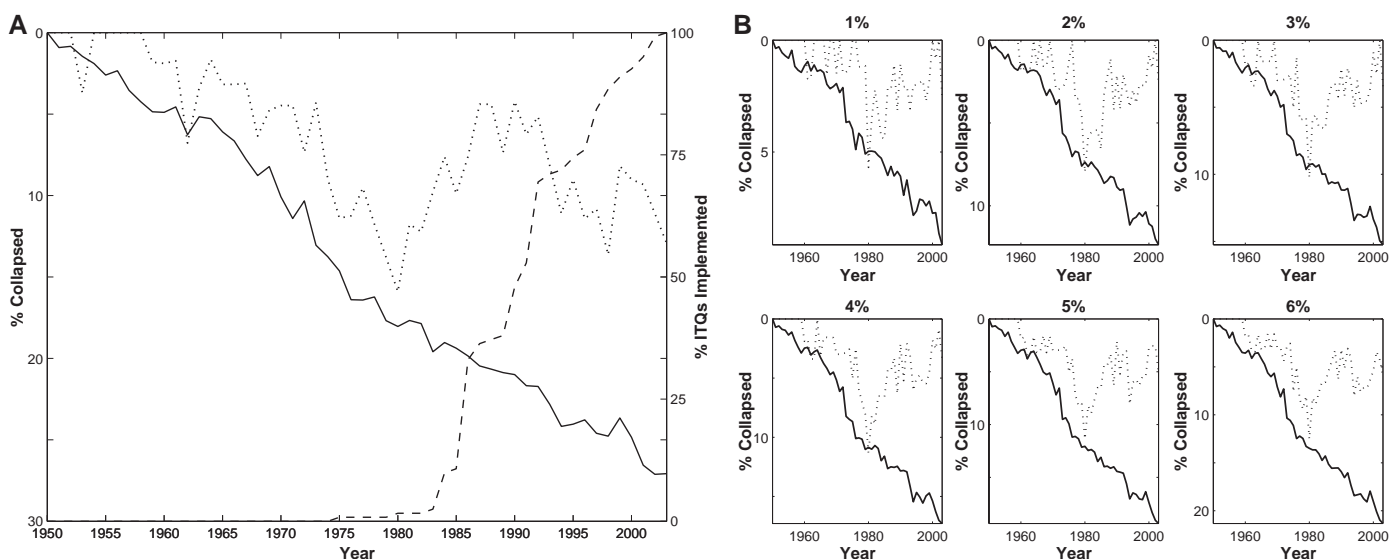 A
0
5
10
15
20
25
30
% Collapsed
1950 1955 1960 1965 1970 1975 1980 1985 1990 1995 2000
Year
100
75
50
25
0
% ITQs Implemented
B
1%
0
5
% Collapsed
1960 1980 2000
Year
2%
0
10
% Collapsed
1960 1980 2000
Year
3%
0
10
% Collapsed
1960 1980 2000
Year
4%
0
10
% Collapsed
1960 1980 2000
Year
5%
0
10
% Collapsed
1960 1980 2000
Year
6%
0
10
20
% Collapsed
1960 1980 2000
Year